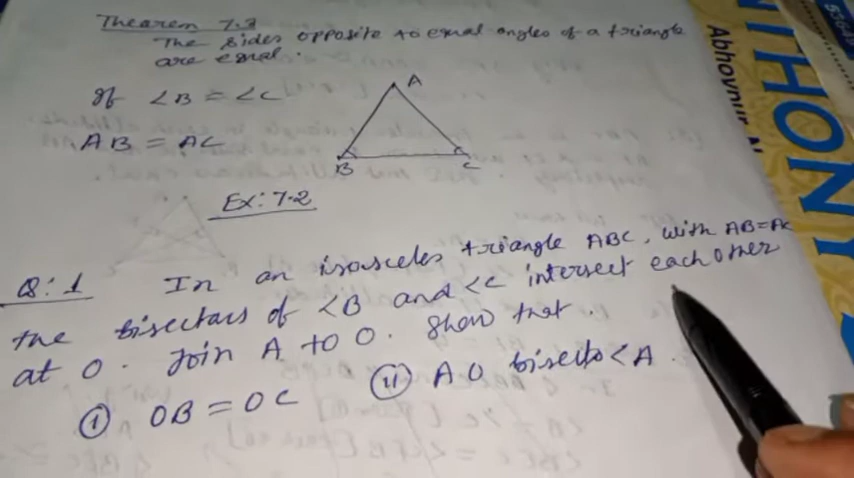 Theorem 7.3
The sides opposite to equal angles of a triangle
are equal.
If ∠B = ∠C
AB = AC
A
B
C
Ex: 7.2
Q: 1 In an isosceles triangle ABC, with AB=AC
the bisectors of ∠B and ∠C intersect each other
at O. Join A to O. Show that.
(i) OB = OC (ii) AO bisects ∠A.
NTHONY